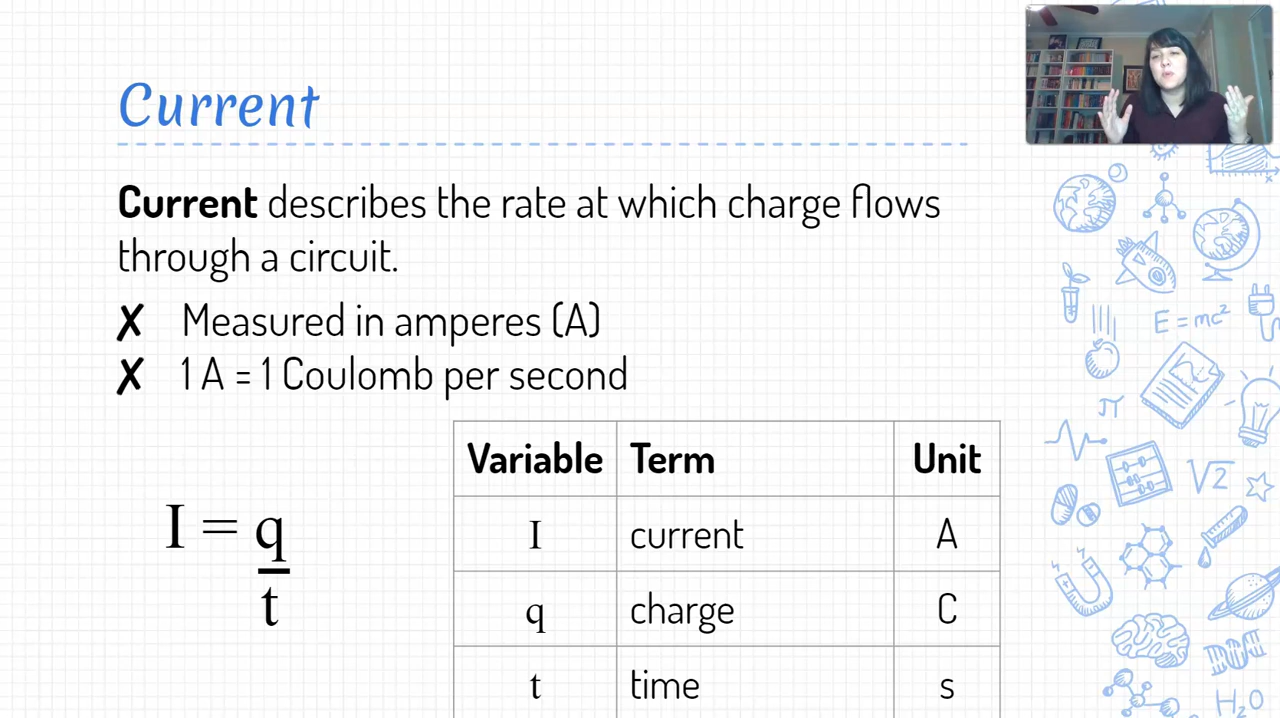 Current
Current describes the rate at which charge flows
through a circuit.
✗ Measured in amperes (A)
✗ 1 A = 1 Coulomb per second
I = q
t
Variable Term Unit
I current A
q charge C
t time s
E = mc²
π
√2
H₂O